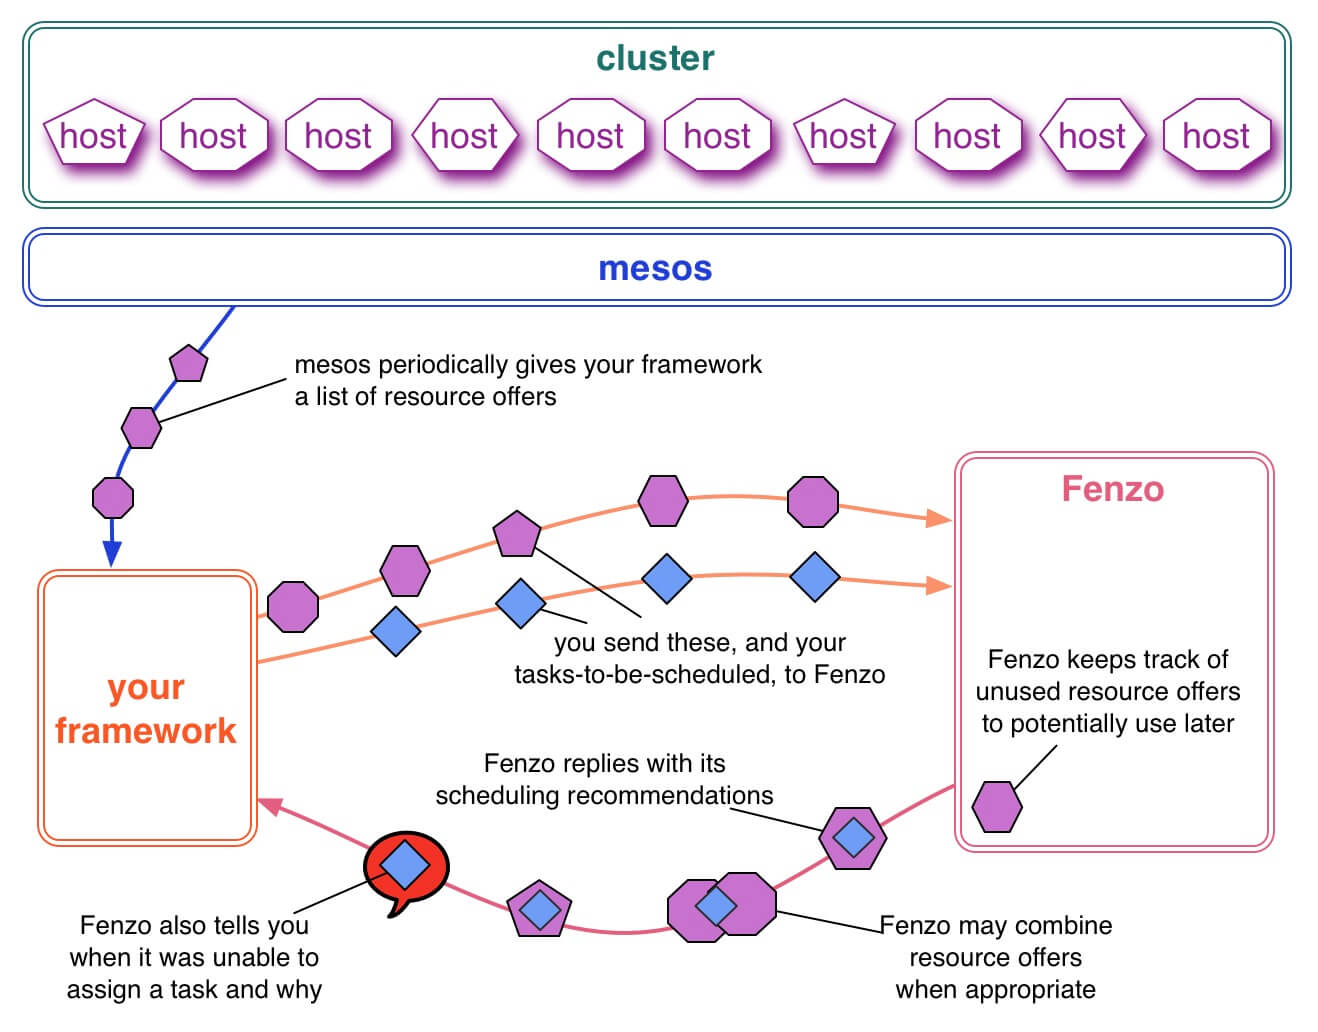 cluster
host host host host host host host host host host
mesos
mesos periodically gives your framework
a list of resource offers
Fenzo
you send these, and your
tasks-to-be-scheduled, to Fenzo
Fenzo keeps track of
unused resource offers
to potentially use later
your
framework
Fenzo replies with its
scheduling recommendations
Fenzo also tells you
when it was unable to
assign a task and why
Fenzo may combine
resource offers
when appropriate